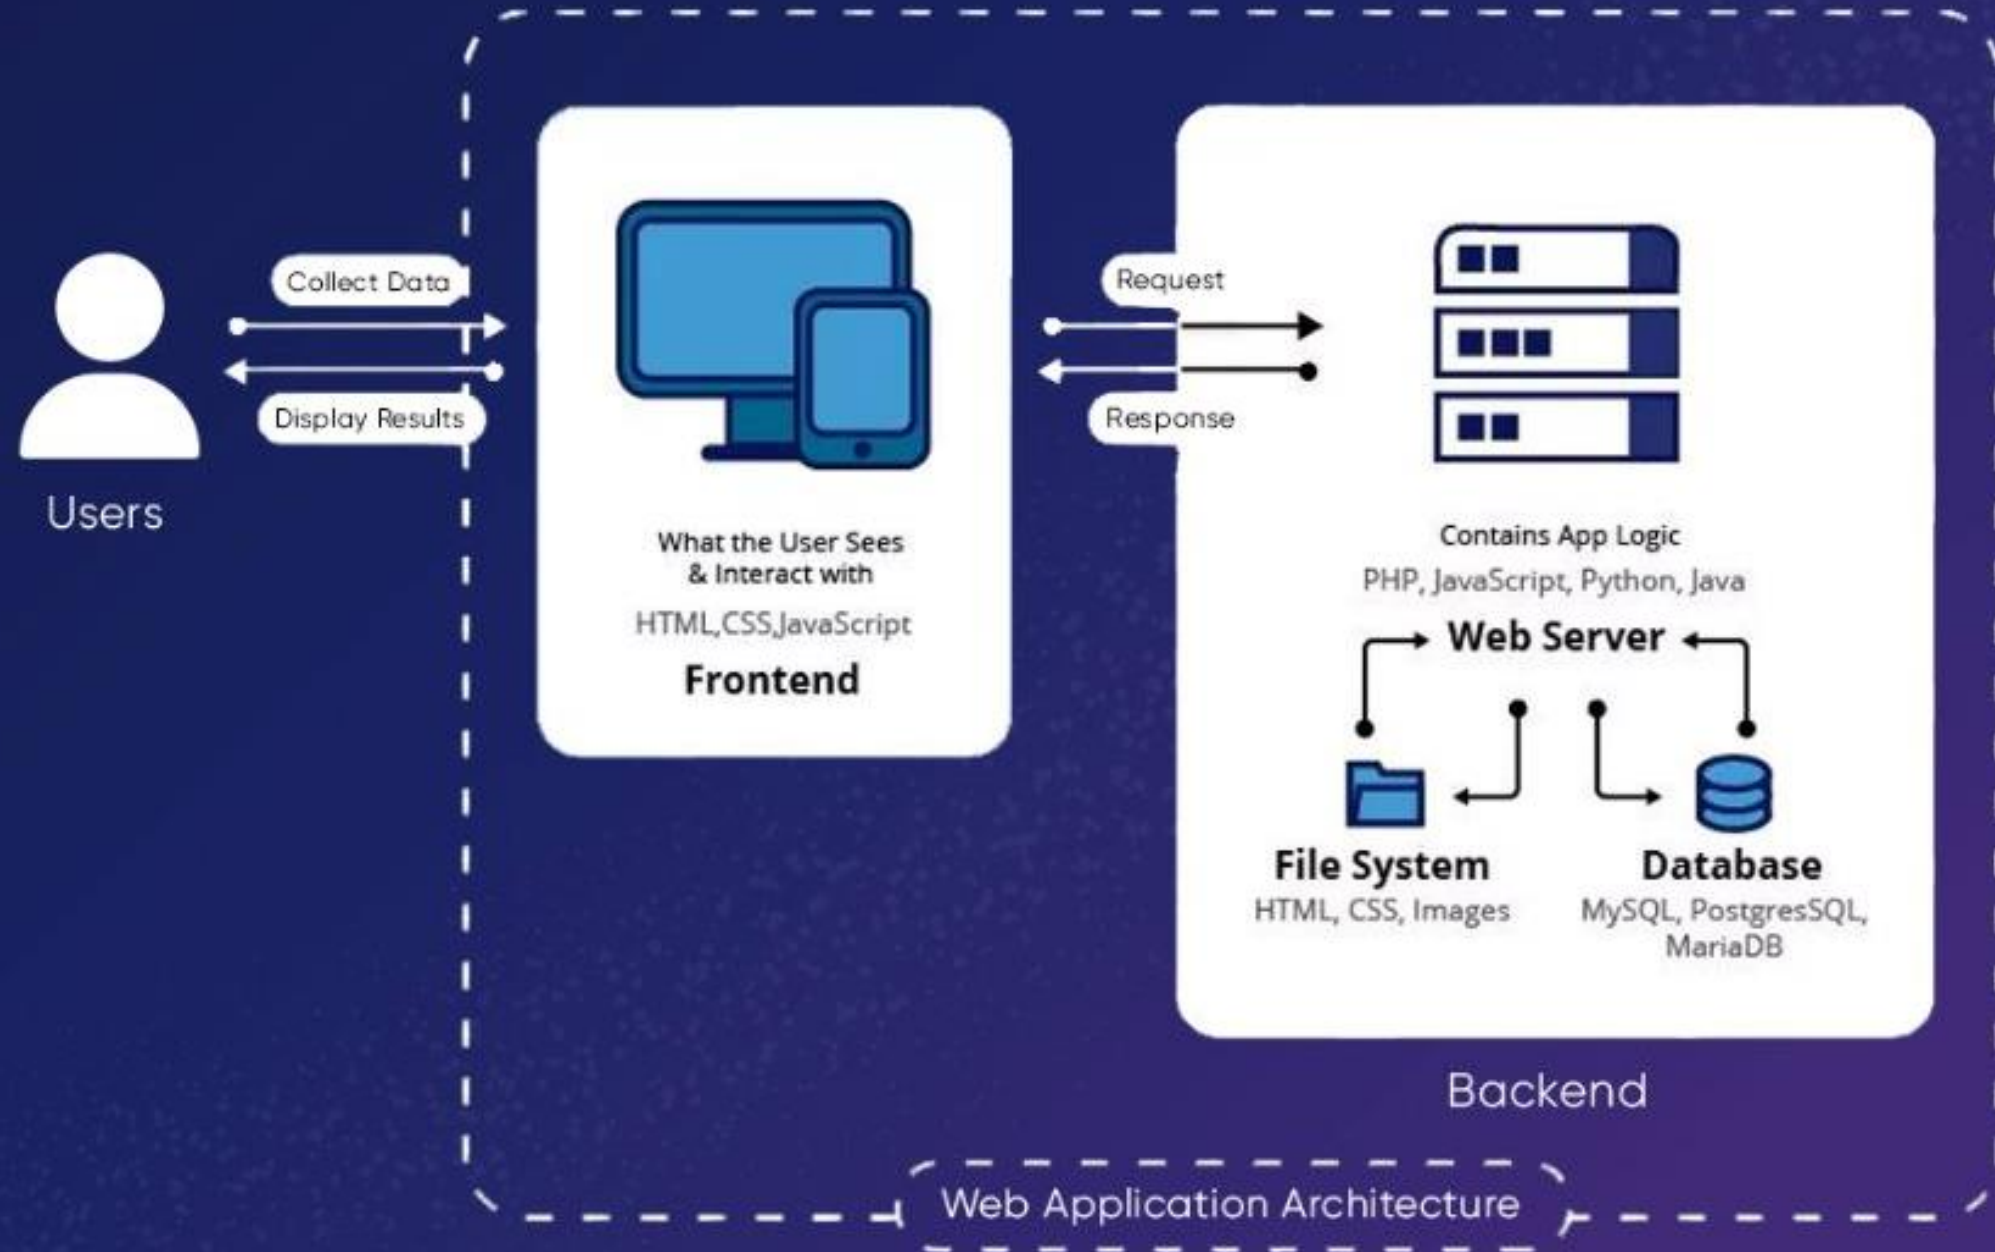 Users
Collect Data
Display Results
What the User Sees
& Interact with
HTML,CSS,JavaScript
Frontend
Request
Response
Contains App Logic
PHP, JavaScript, Python, Java
Web Server
File System
HTML, CSS, Images
Database
MySQL, PostgresSQL,
MariaDB
Backend
Web Application Architecture